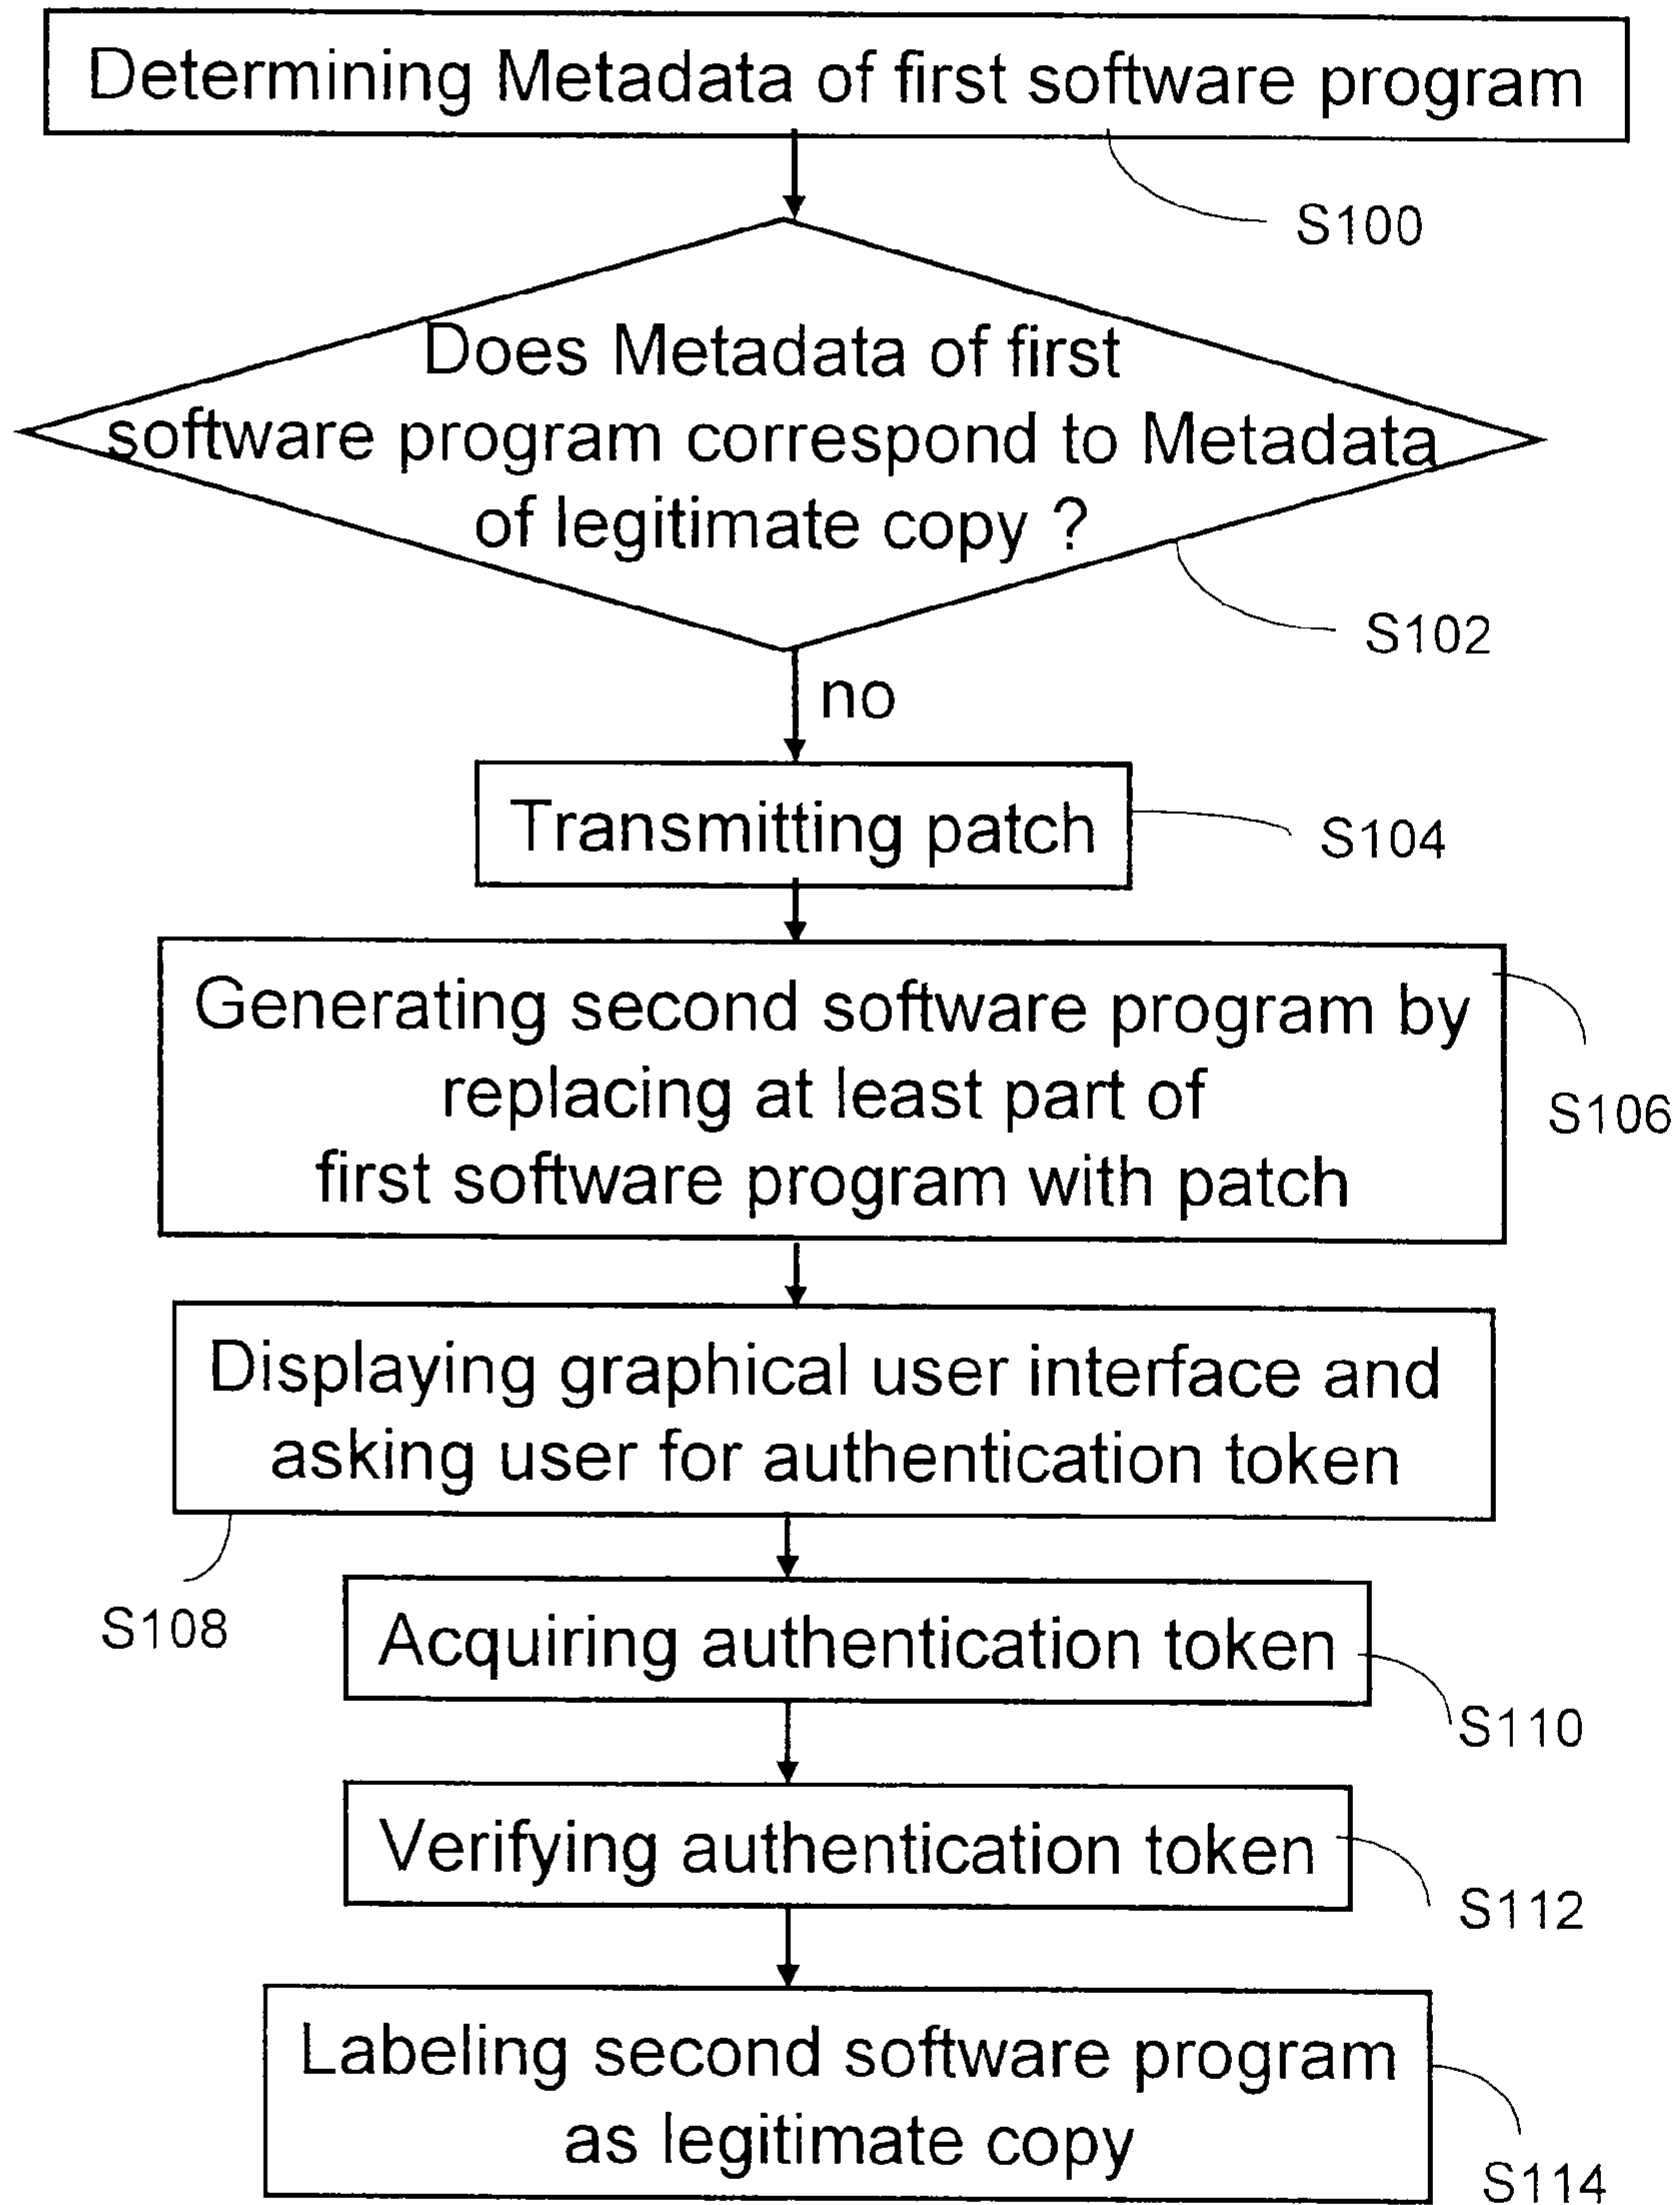 Determining Metadata of first software program
S100
Does Metadata of first
software program correspond to Metadata
of legitimate copy ?
S102
no
Transmitting patch
S104
Generating second software program by
replacing at least part of
first software program with patch
S106
Displaying graphical user interface and
asking user for authentication token
S108
Acquiring authentication token
S110
Verifying authentication token
S112
Labeling second software program
as legitimate copy
S114